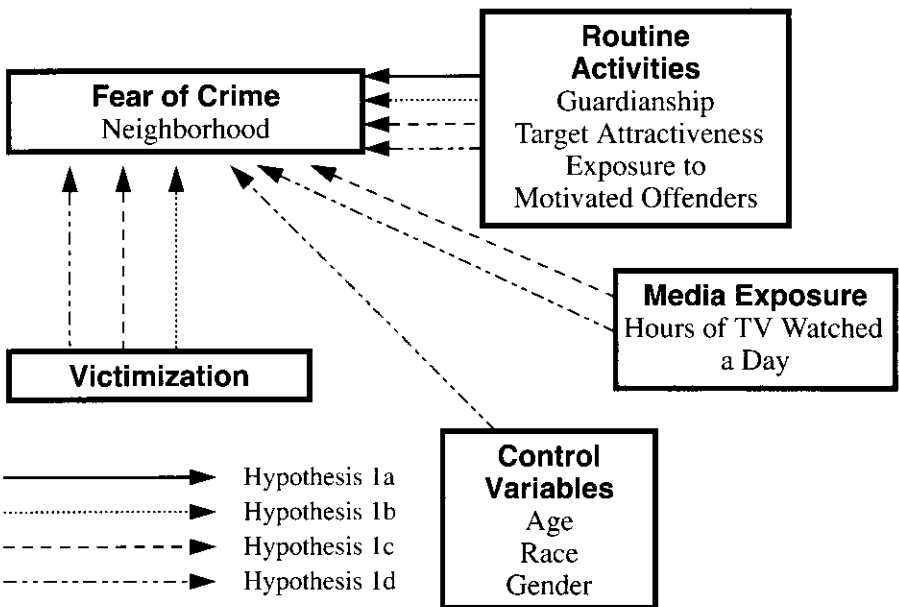 Fear of Crime
Neighborhood
Routine
Activities
Guardianship
Target Attractiveness
Exposure to
Motivated Offenders
Media Exposure
Hours of TV Watched
a Day
Victimization
Control
Variables
Age
Race
Gender
Hypothesis 1a
Hypothesis 1b
Hypothesis 1c
Hypothesis 1d